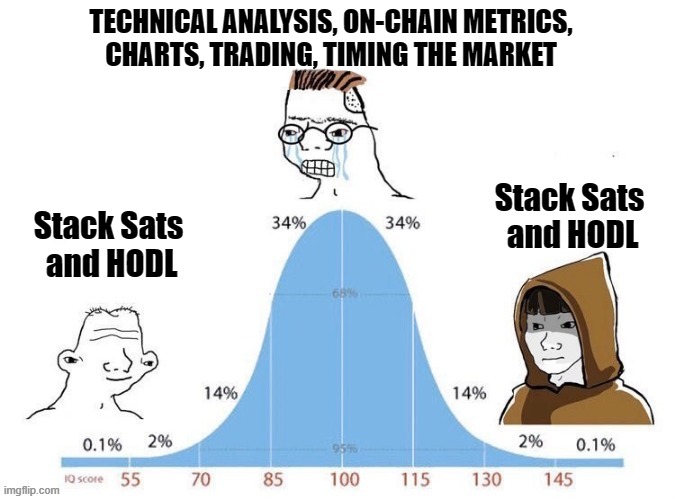 TECHNICAL ANALYSIS, ON-CHAIN METRICS,
CHARTS, TRADING, TIMING THE MARKET
Stack Sats
and HODL
Stack Sats
and HODL
34%
34%
68%
14%
14%
0.1%
2%
95%
2%
0.1%
IQ score
55
70
85
100
115
130
145
imgflip.com